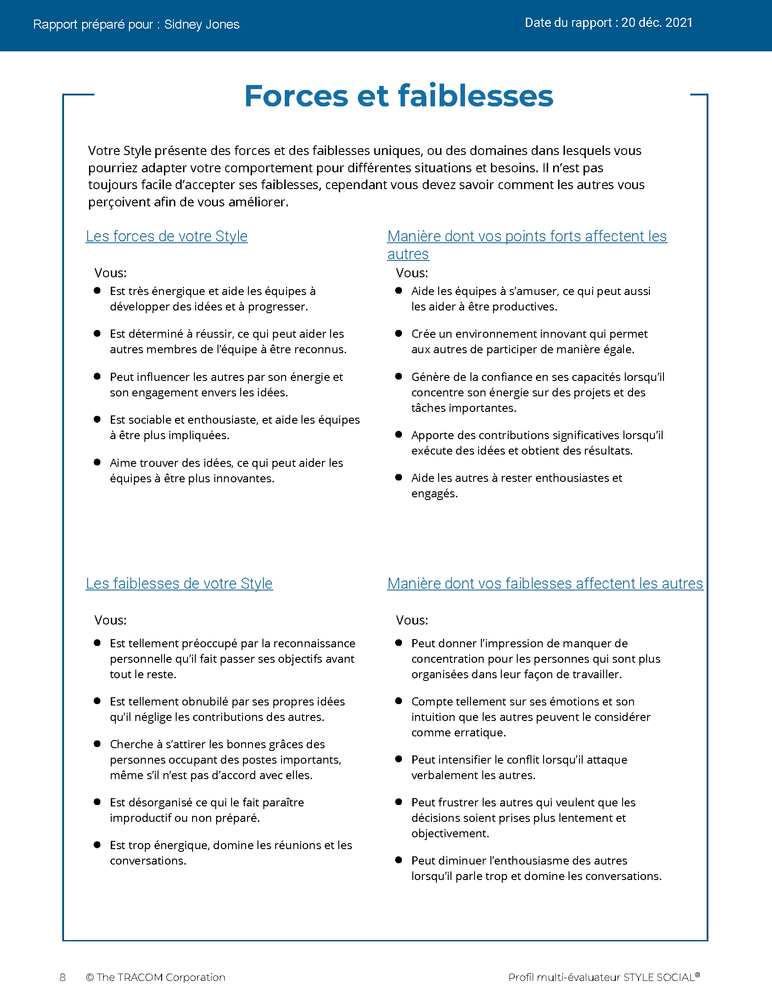 Rapport préparé pour : Sidney Jones
Date du rapport : 20 déc. 2021
Forces et faiblesses
Votre Style présente des forces et des faiblesses uniques, ou des domaines dans lesquels vous
pourriez adapter votre comportement pour différentes situations et besoins. Il n’est pas
toujours facile d’accepter ses faiblesses, cependant vous devez savoir comment les autres vous
perçoivent afin de vous améliorer.
Les forces de votre Style
Vous:
● Est très énergique et aide les équipes à
développer des idées et à progresser.
● Est déterminé à réussir, ce qui peut aider les
autres membres de l’équipe à être reconnus.
● Peut influencer les autres par son énergie et
son engagement envers les idées.
● Est sociable et enthousiaste, et aide les équipes
à être plus impliquées.
● Aime trouver des idées, ce qui peut aider les
équipes à être plus innovantes.
Manière dont vos points forts affectent les
autres
Vous:
● Aide les équipes à s’amuser, ce qui peut aussi
les aider à être productives.
● Crée un environnement innovant qui permet
aux autres de participer de manière égale.
● Génère de la confiance en ses capacités lorsqu’il
concentre son énergie sur des projets et des
tâches importantes.
● Apporte des contributions significatives lorsqu’il
exécute des idées et obtient des résultats.
● Aide les autres à rester enthousiastes et
engagés.
Les faiblesses de votre Style
Vous:
● Est tellement préoccupé par la reconnaissance
personnelle qu’il fait passer ses objectifs avant
tout le reste.
● Est tellement obnubilé par ses propres idées
qu’il néglige les contributions des autres.
● Cherche à s’attirer les bonnes grâces des
personnes occupant des postes importants,
même s’il n’est pas d’accord avec elles.
● Est désorganisé ce qui le fait paraître
improductif ou non préparé.
● Est trop énergique, domine les réunions et les
conversations.
Manière dont vos faiblesses affectent les autres
Vous:
● Peut donner l’impression de manquer de
concentration pour les personnes qui sont plus
organisées dans leur façon de travailler.
● Compte tellement sur ses émotions et son
intuition que les autres peuvent le considérer
comme erratique.
● Peut intensifier le conflit lorsqu’il attaque
verbalement les autres.
● Peut frustrer les autres qui veulent que les
décisions soient prises plus lentement et
objectivement.
● Peut diminuer l’enthousiasme des autres
lorsqu’il parle trop et domine les conversations.
8 © The TRACOM Corporation
Profil multi-évaluateur STYLE SOCIAL®